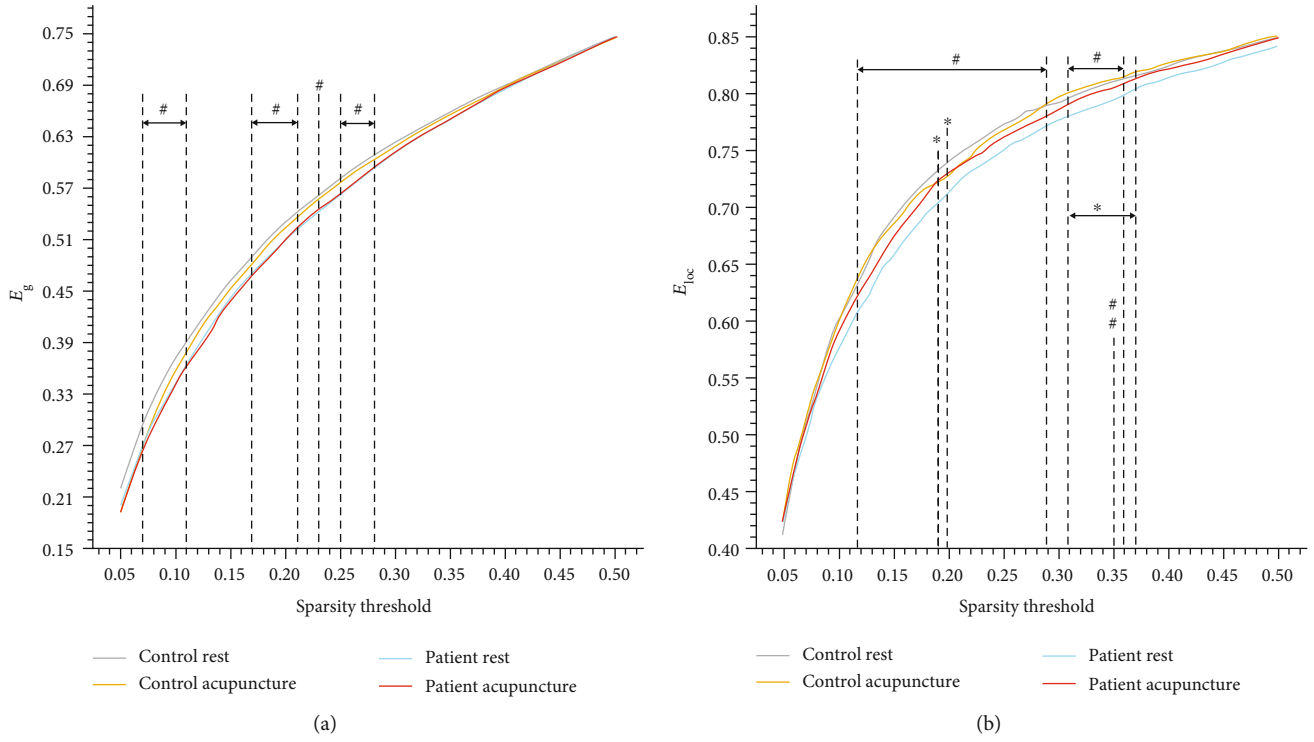 0.75
0.69
0.63
0.57
0.51
0.45
0.39
0.33
0.27
0.21
0.15
E_g
# # # #
0.05 0.10 0.15 0.20 0.25 0.30 0.35 0.40 0.45 0.50
Sparsity threshold
Control rest
Control acupuncture
Patient rest
Patient acupuncture
(a)
0.85
0.80
0.75
0.70
0.65
0.60
0.55
0.50
0.45
0.40
E_loc
# #
* *
*
#
#
0.05 0.10 0.15 0.20 0.25 0.30 0.35 0.40 0.45 0.50
Sparsity threshold
Control rest
Control acupuncture
Patient rest
Patient acupuncture
(b)